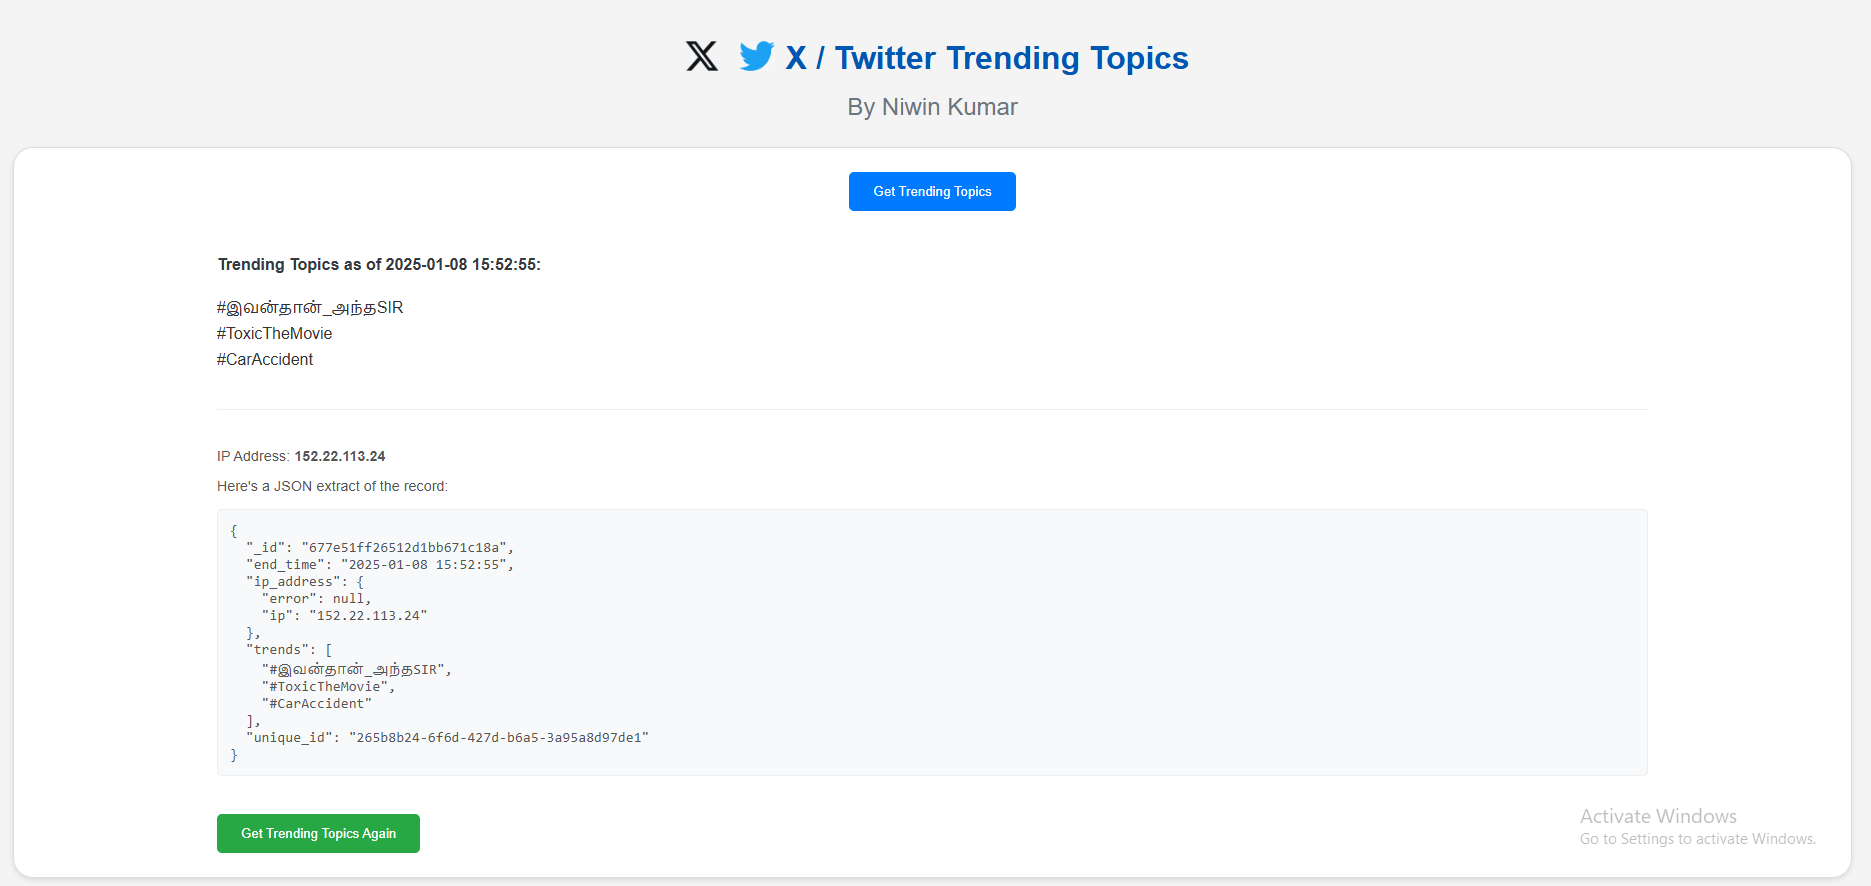 X / Twitter Trending Topics
By Niwin Kumar
Get Trending Topics
Trending Topics as of 2025-01-08 15:52:55:
#இவன்தான்_அந்தSIR
#ToxicTheMovie
#CarAccident
IP Address: 152.22.113.24
Here's a JSON extract of the record:
{
  "_id": "677e51ff26512d1bb671c18a",
  "end_time": "2025-01-08 15:52:55",
  "ip_address": {
    "error": null,
    "ip": "152.22.113.24"
  },
  "trends": [
    "#இவன்தான்_அந்தSIR",
    "#ToxicTheMovie",
    "#CarAccident"
  ],
  "unique_id": "265b8b24-6f6d-427d-b6a5-3a95a8d97de1"
}
Get Trending Topics Again
Activate Windows
Go to Settings to activate Windows.